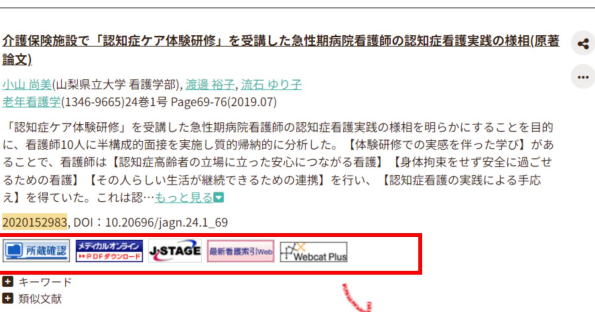 介護保険施設で「認知症ケア体験研修」を受講した急性期病院看護師の認知症看護実践の様相(原著
論文)
小山 尚美(山梨県立大学 看護学部), 渡邊 裕子, 流石 ゆり子
老年看護学(1346-9665)24巻1号 Page69-76(2019.07)
「認知症ケア体験研修」を受講した急性期病院看護師の認知症看護実践の様相を明らかにすることを目的
に、看護師10人に半構成的面接を実施し質的帰納的に分析した。【体験研修での実感を伴った学び】があ
ることで、看護師は【認知症高齢者の立場に立った安心につながる看護】【身体拘束をせず安全に過ごせ
るための看護】【その人らしい生活が継続できるための連携】を行い、【認知症看護の実践による手応
え】を得ていた。これは認…もっと見る
2020152983, DOI：10.20696/jagn.24.1_69
所蔵確認 メディカルオンライン PDFダウンロード J-STAGE 最新看護索引Web Webcat Plus
キーワード
類似文献